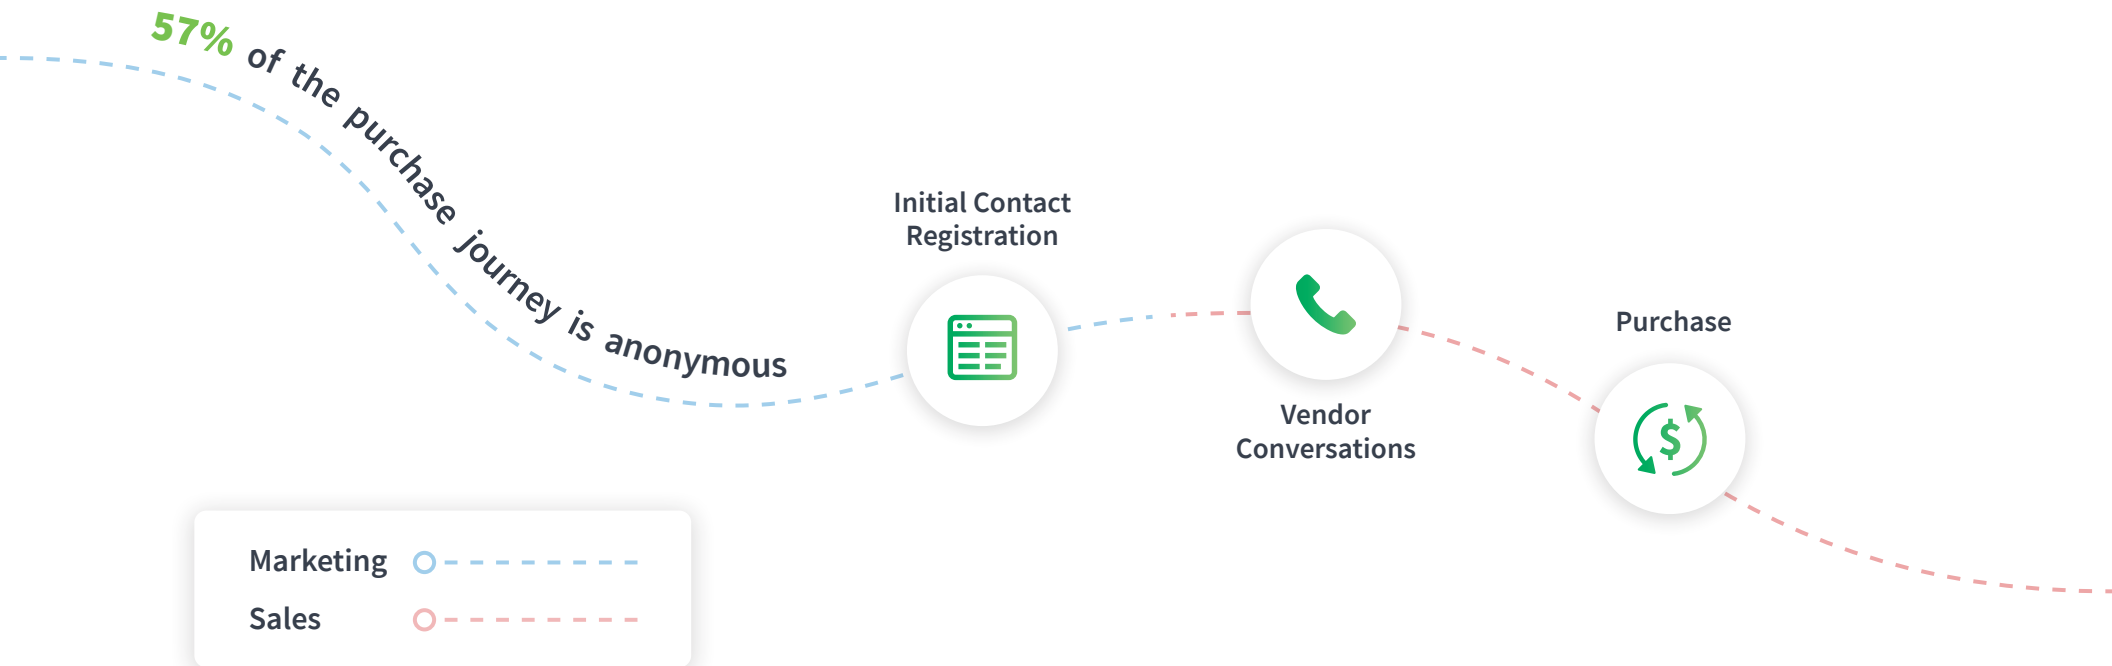 57% of the purchase journey is anonymous
Initial Contact
Registration
Vendor
Conversations
Purchase
$
Marketing
Sales